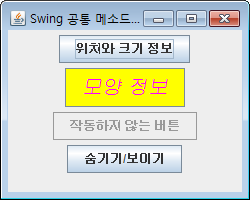 Swing 공통 메소드...
위치와 크기 정보
모양 정보
작동하지 않는 버튼
숨기기/보이기